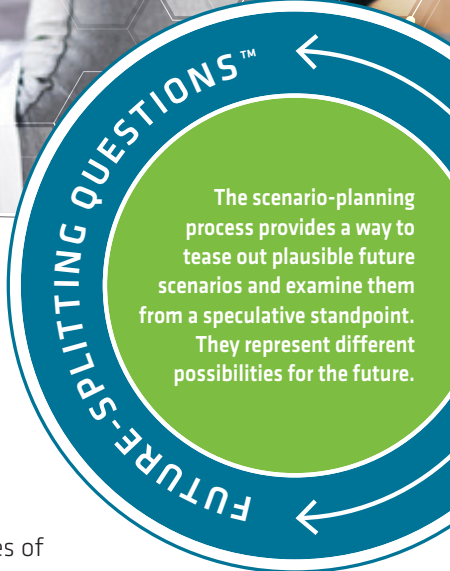 FUTURE-SPLITTING QUESTIONS™
The scenario-planning
process provides a way to
tease out plausible future
scenarios and examine them
from a speculative standpoint.
They represent different
possibilities for the future.
of